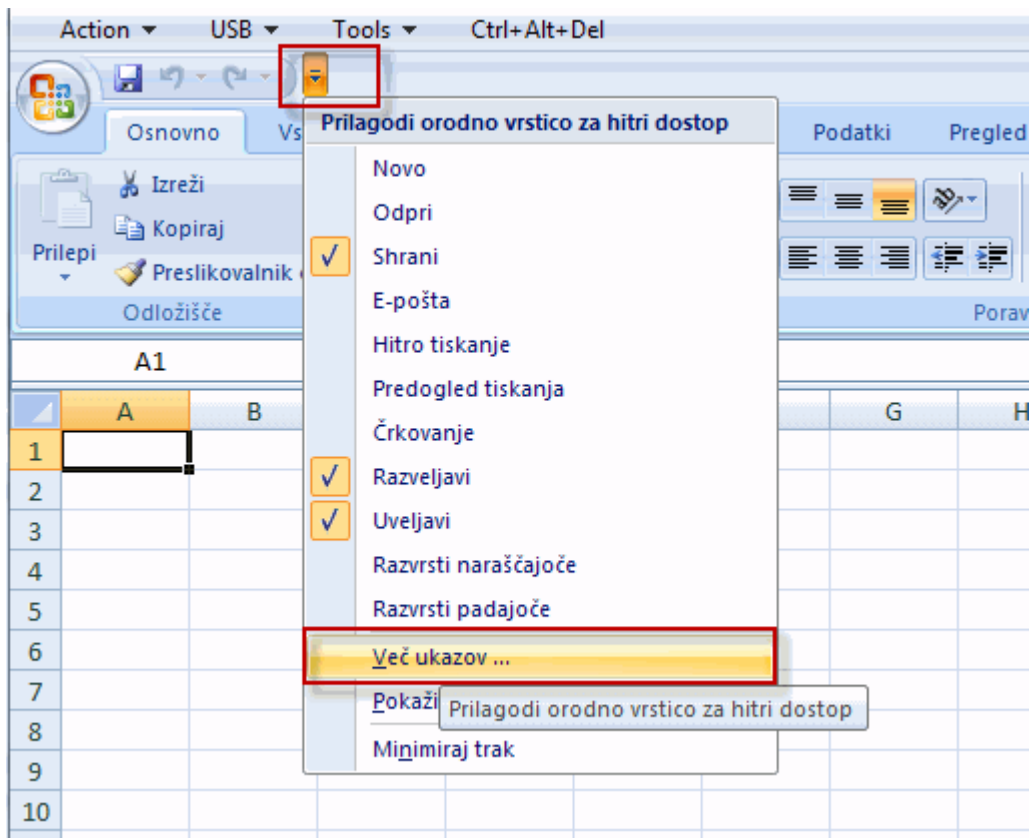 Action USB Tools Ctrl+Alt+Del
Prilagodi orodno vrstico za hitri dostop
Osnovno Vs Podatki Pregled
Novo
Izreži
Odpri
Kopiraj
Prilepi
Shrani
Preslikovalnik
E-pošta
Odložišče Porav
Hitro tiskanje
A1
Predogled tiskanja
A B G H
Črkovanje
1
Razveljavi
2
Uveljavi
3
Razvrsti naraščajoče
4
Razvrsti padajoče
5
Več ukazov ...
6
Pokaži
7
Prilagodi orodno vrstico za hitri dostop
8
Minimiraj trak
9
10